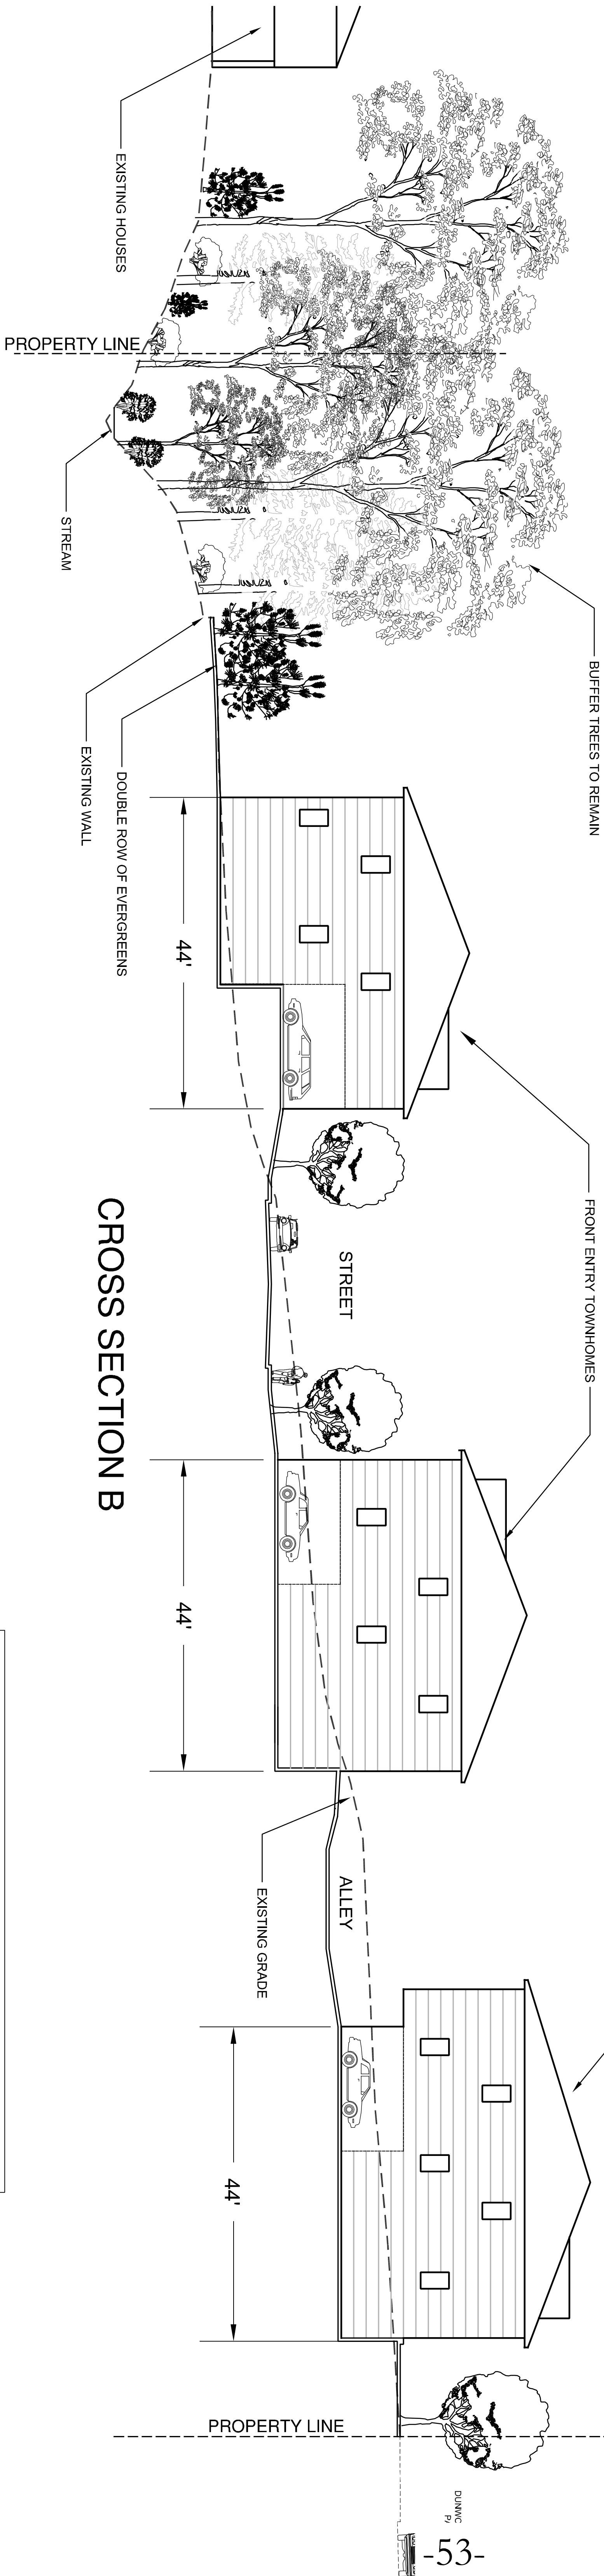 EXISTING HOUSES
PROPERTY LINE
STREAM
BUFFER TREES TO REMAIN
EXISTING WALL
DOUBLE ROW OF EVERGREENS
44'
FRONT ENTRY TOWNHOMES
STREET
CROSS SECTION B
44'
EXISTING GRADE
ALLEY
44'
PROPERTY LINE
DUNWC
-53-